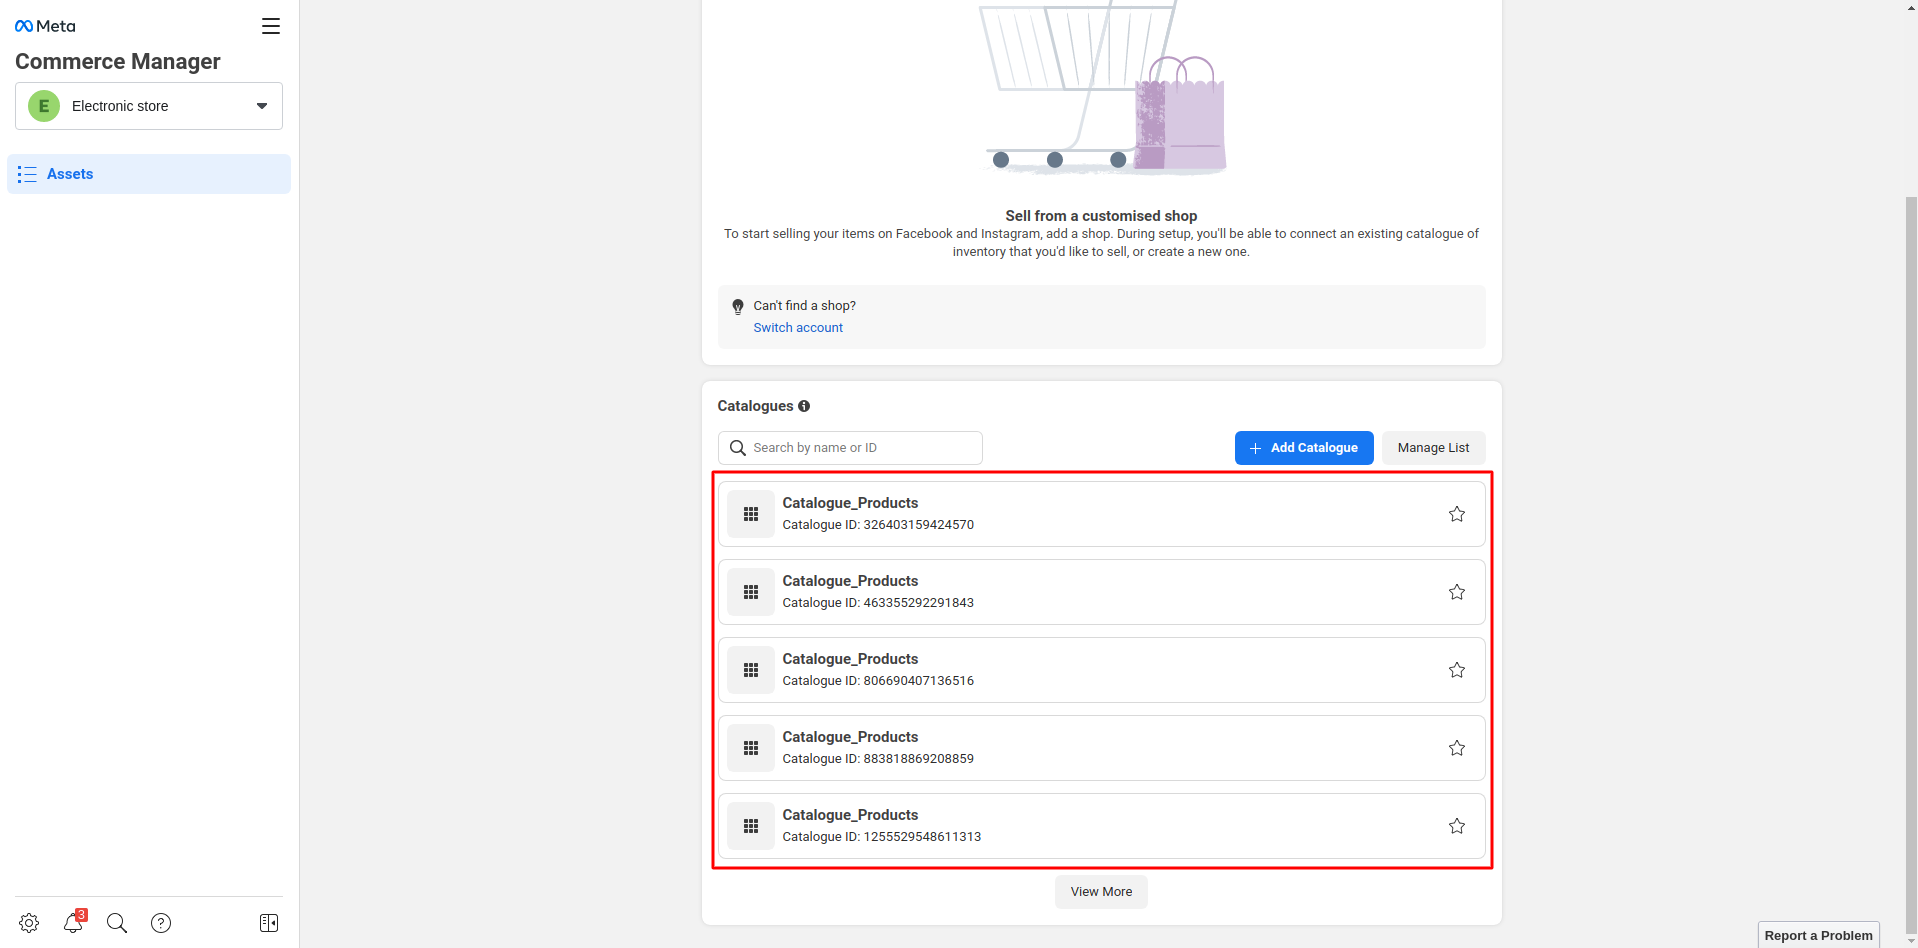 Meta
Commerce Manager
E
Electronic store
Assets
3
?
Sell from a customised shop
To start selling your items on Facebook and Instagram, add a shop. During setup, you'll be able to connect an existing catalogue of
inventory that you'd like to sell, or create a new one.
Can't find a shop?
Switch account
Catalogues
Search by name or ID
+ Add Catalogue
Manage List
Catalogue_Products
Catalogue ID: 326403159424570
Catalogue_Products
Catalogue ID: 463355292291843
Catalogue_Products
Catalogue ID: 806690407136516
Catalogue_Products
Catalogue ID: 883818869208859
Catalogue_Products
Catalogue ID: 1255529548611313
View More
Report a Problem